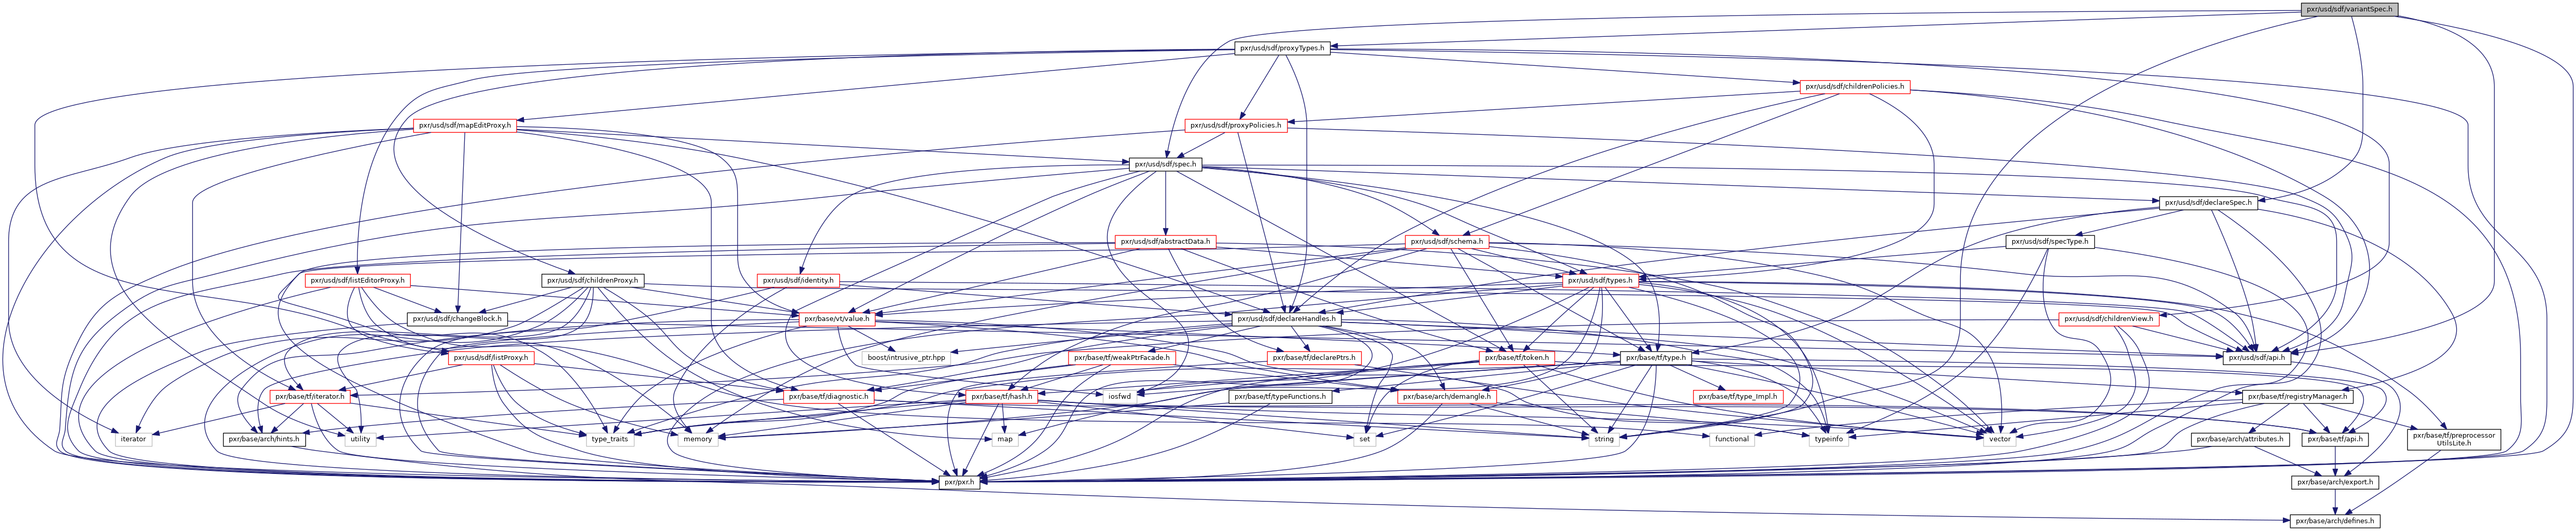 pxr/usd/sdf/variantSpec.h
pxr/usd/sdf/proxyTypes.h
pxr/usd/sdf/childrenPolicies.h
pxr/usd/sdf/mapEditProxy.h
pxr/usd/sdf/proxyPolicies.h
pxr/usd/sdf/spec.h
pxr/usd/sdf/declareSpec.h
pxr/usd/sdf/abstractData.h
pxr/usd/sdf/schema.h
pxr/usd/sdf/specType.h
pxr/usd/sdf/listEditorProxy.h
pxr/usd/sdf/childrenProxy.h
pxr/usd/sdf/identity.h
pxr/usd/sdf/types.h
pxr/usd/sdf/changeBlock.h
pxr/base/vt/value.h
pxr/usd/sdf/declareHandles.h
pxr/usd/sdf/childrenView.h
pxr/usd/sdf/listProxy.h
boost/intrusive_ptr.hpp
pxr/base/tf/weakPtrFacade.h
pxr/base/tf/declarePtrs.h
pxr/base/tf/token.h
pxr/base/tf/type.h
pxr/usd/sdf/api.h
pxr/base/tf/iterator.h
pxr/base/tf/diagnostic.h
pxr/base/tf/hash.h
iosfwd
pxr/base/tf/typeFunctions.h
pxr/base/arch/demangle.h
pxr/base/tf/type_Impl.h
pxr/base/tf/registryManager.h
iterator
pxr/base/arch/hints.h
utility
type_traits
memory
map
set
string
functional
typeinfo
vector
pxr/base/arch/attributes.h
pxr/base/tf/api.h
pxr/base/tf/preprocessor
UtilsLite.h
pxr/pxr.h
pxr/base/arch/export.h
pxr/base/arch/defines.h